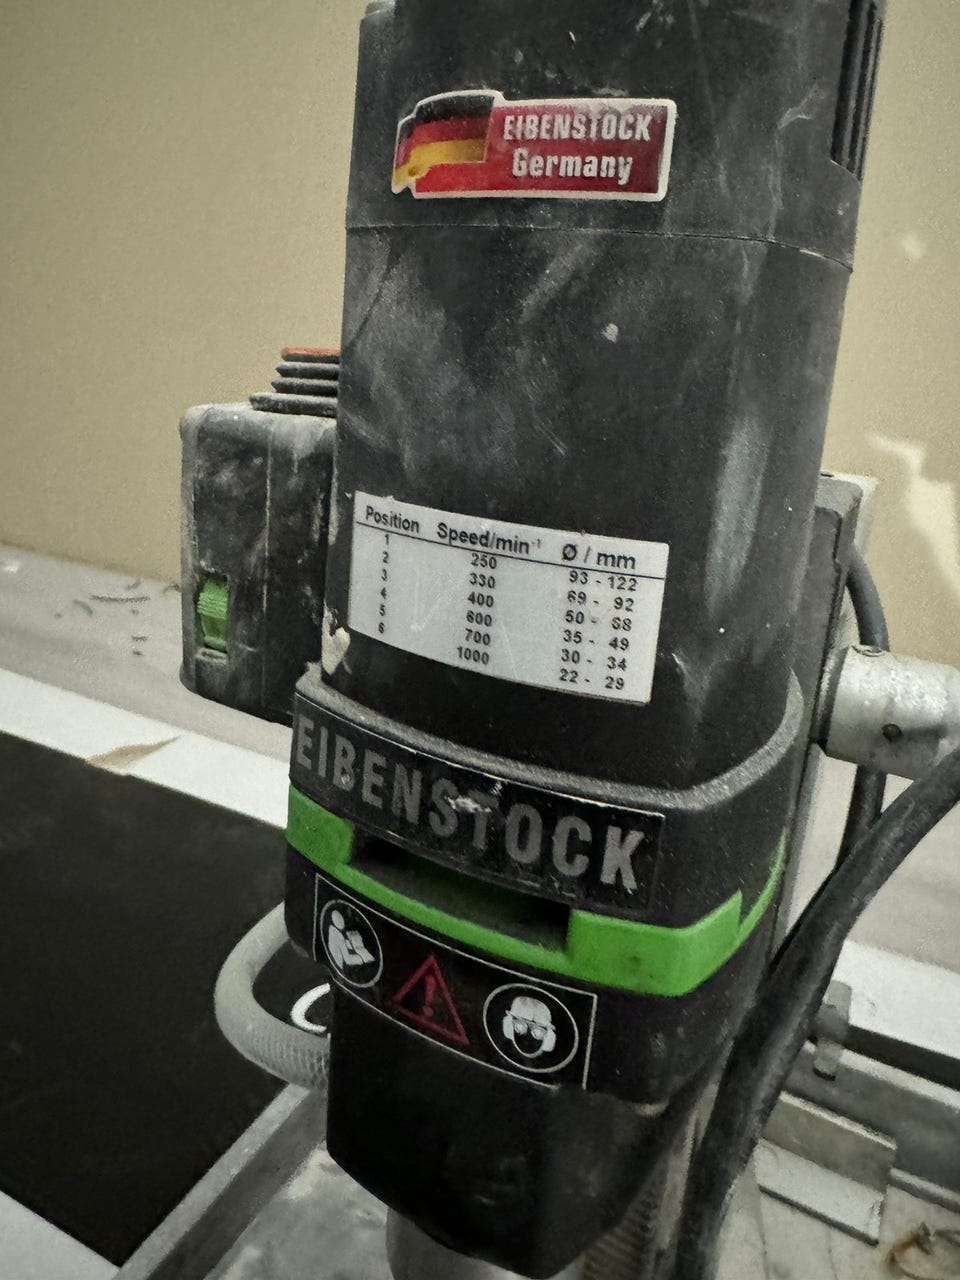 EIBENSTOCK
Germany
Position Speed/min⁻¹ Ø / mm
1 250 93 - 122
2 330 69 - 92
3 400 50 - 68
4 600 35 - 49
5 700 30 - 34
6 1000 22 - 29
EIBENSTOCK